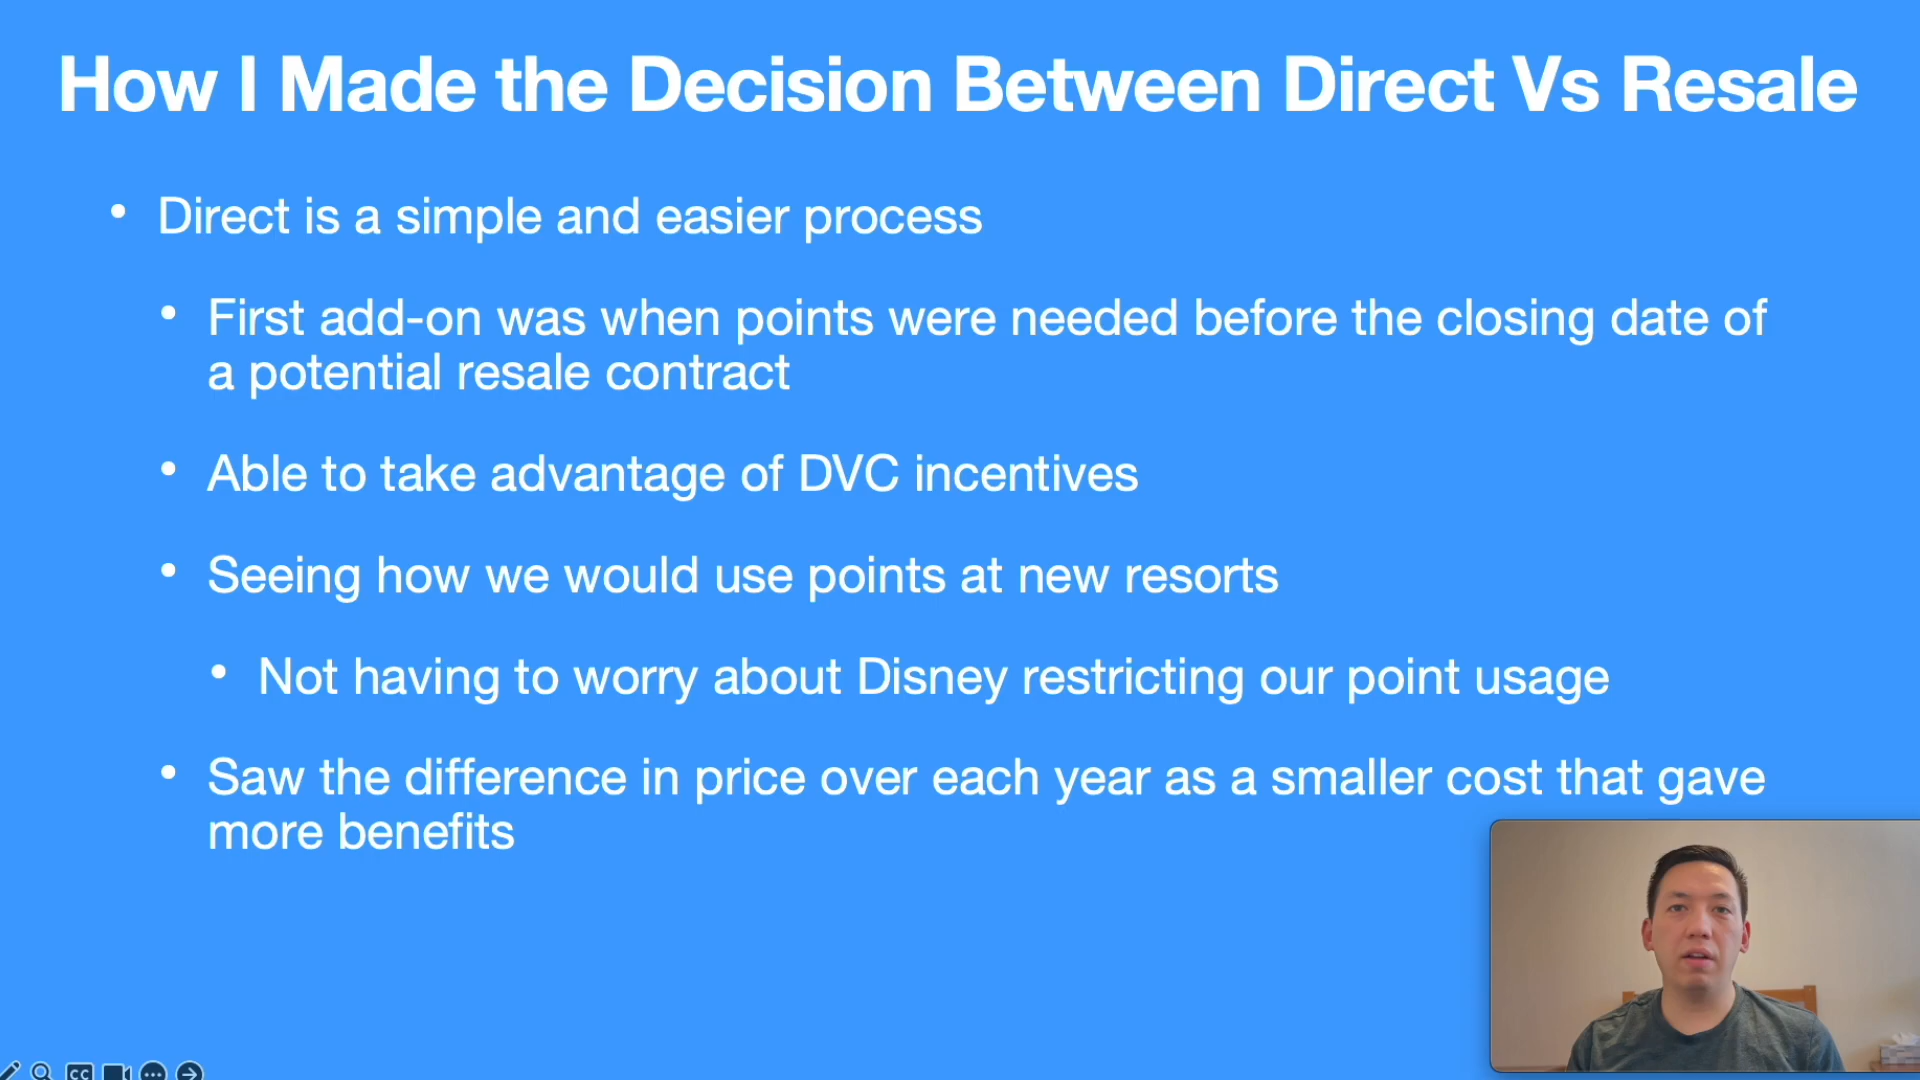 How I Made the Decision Between Direct Vs Resale
• Direct is a simple and easier process
• First add-on was when points were needed before the closing date of
a potential resale contract
• Able to take advantage of DVC incentives
• Seeing how we would use points at new resorts
• Not having to worry about Disney restricting our point usage
• Saw the difference in price over each year as a smaller cost that gave
more benefits
CC